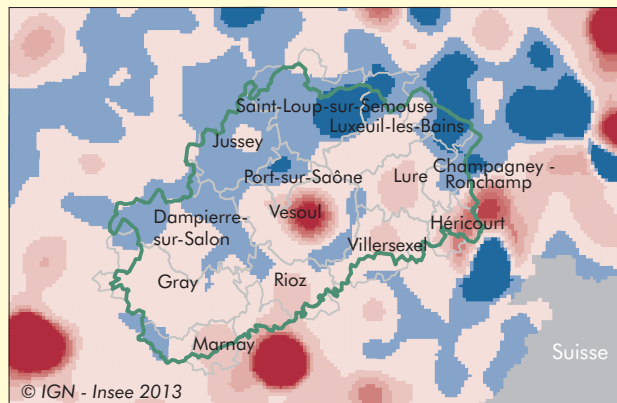 Saint-Loup-sur-Semouse
Luxeuil-les-Bains
Jussey
Port-sur-Saône
Lure
Champagney -
Ronchamp
Dampierre-
sur-Salon
Vesoul
Héricourt
Villersexel
Gray
Rioz
Marnay
Suisse
© IGN - Insee 2013